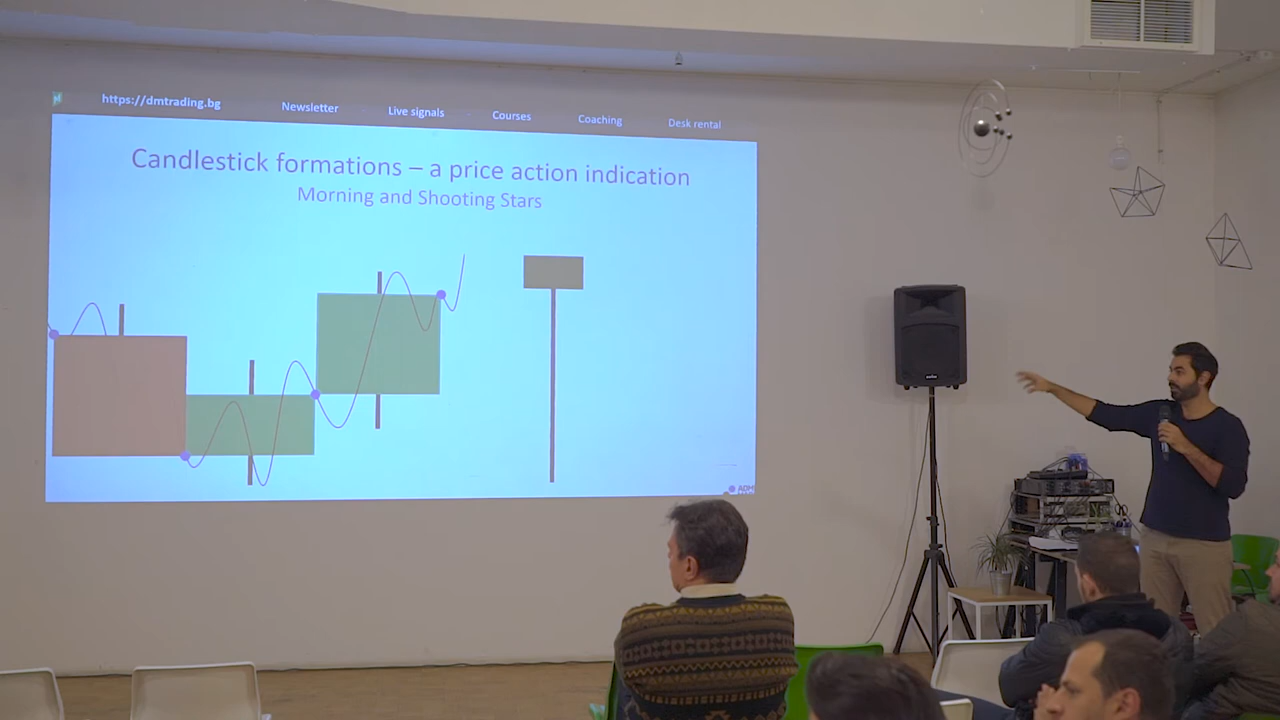 https://dmtrading.bg Newsletter Live signals Courses Coaching Desk rental
Candlestick formations – a price action indication
Morning and Shooting Stars